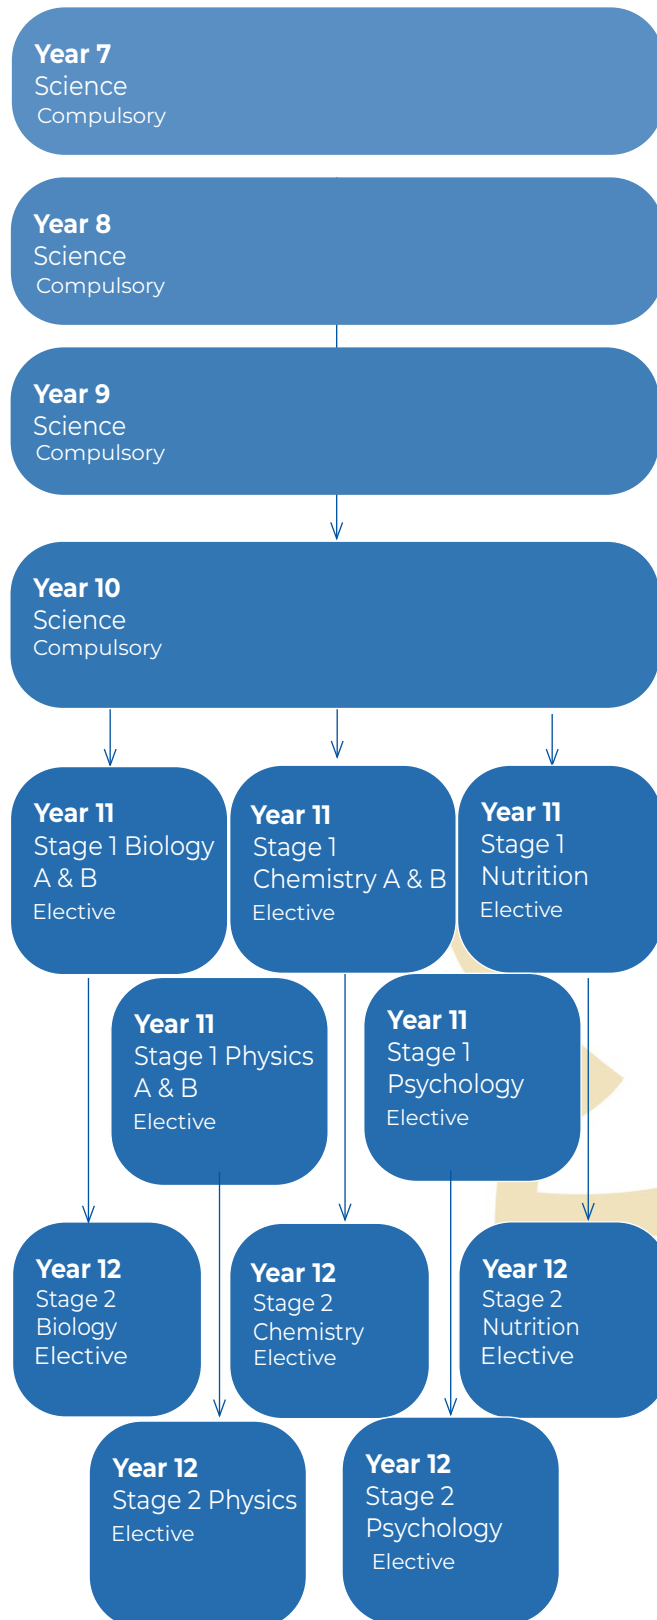 Year 7
Science
Compulsory
Year 8
Science
Compulsory
Year 9
Science
Compulsory
Year 10
Science
Compulsory
Year 11
Stage 1 Biology
A & B
Elective
Year 11
Stage 1
Chemistry A & B
Elective
Year 11
Stage 1
Nutrition
Elective
Year 11
Stage 1 Physics
A & B
Elective
Year 11
Stage 1
Psychology
Elective
Year 12
Stage 2
Biology
Elective
Year 12
Stage 2
Chemistry
Elective
Year 12
Stage 2
Nutrition
Elective
Year 12
Stage 2 Physics
Elective
Year 12
Stage 2
Psychology
Elective